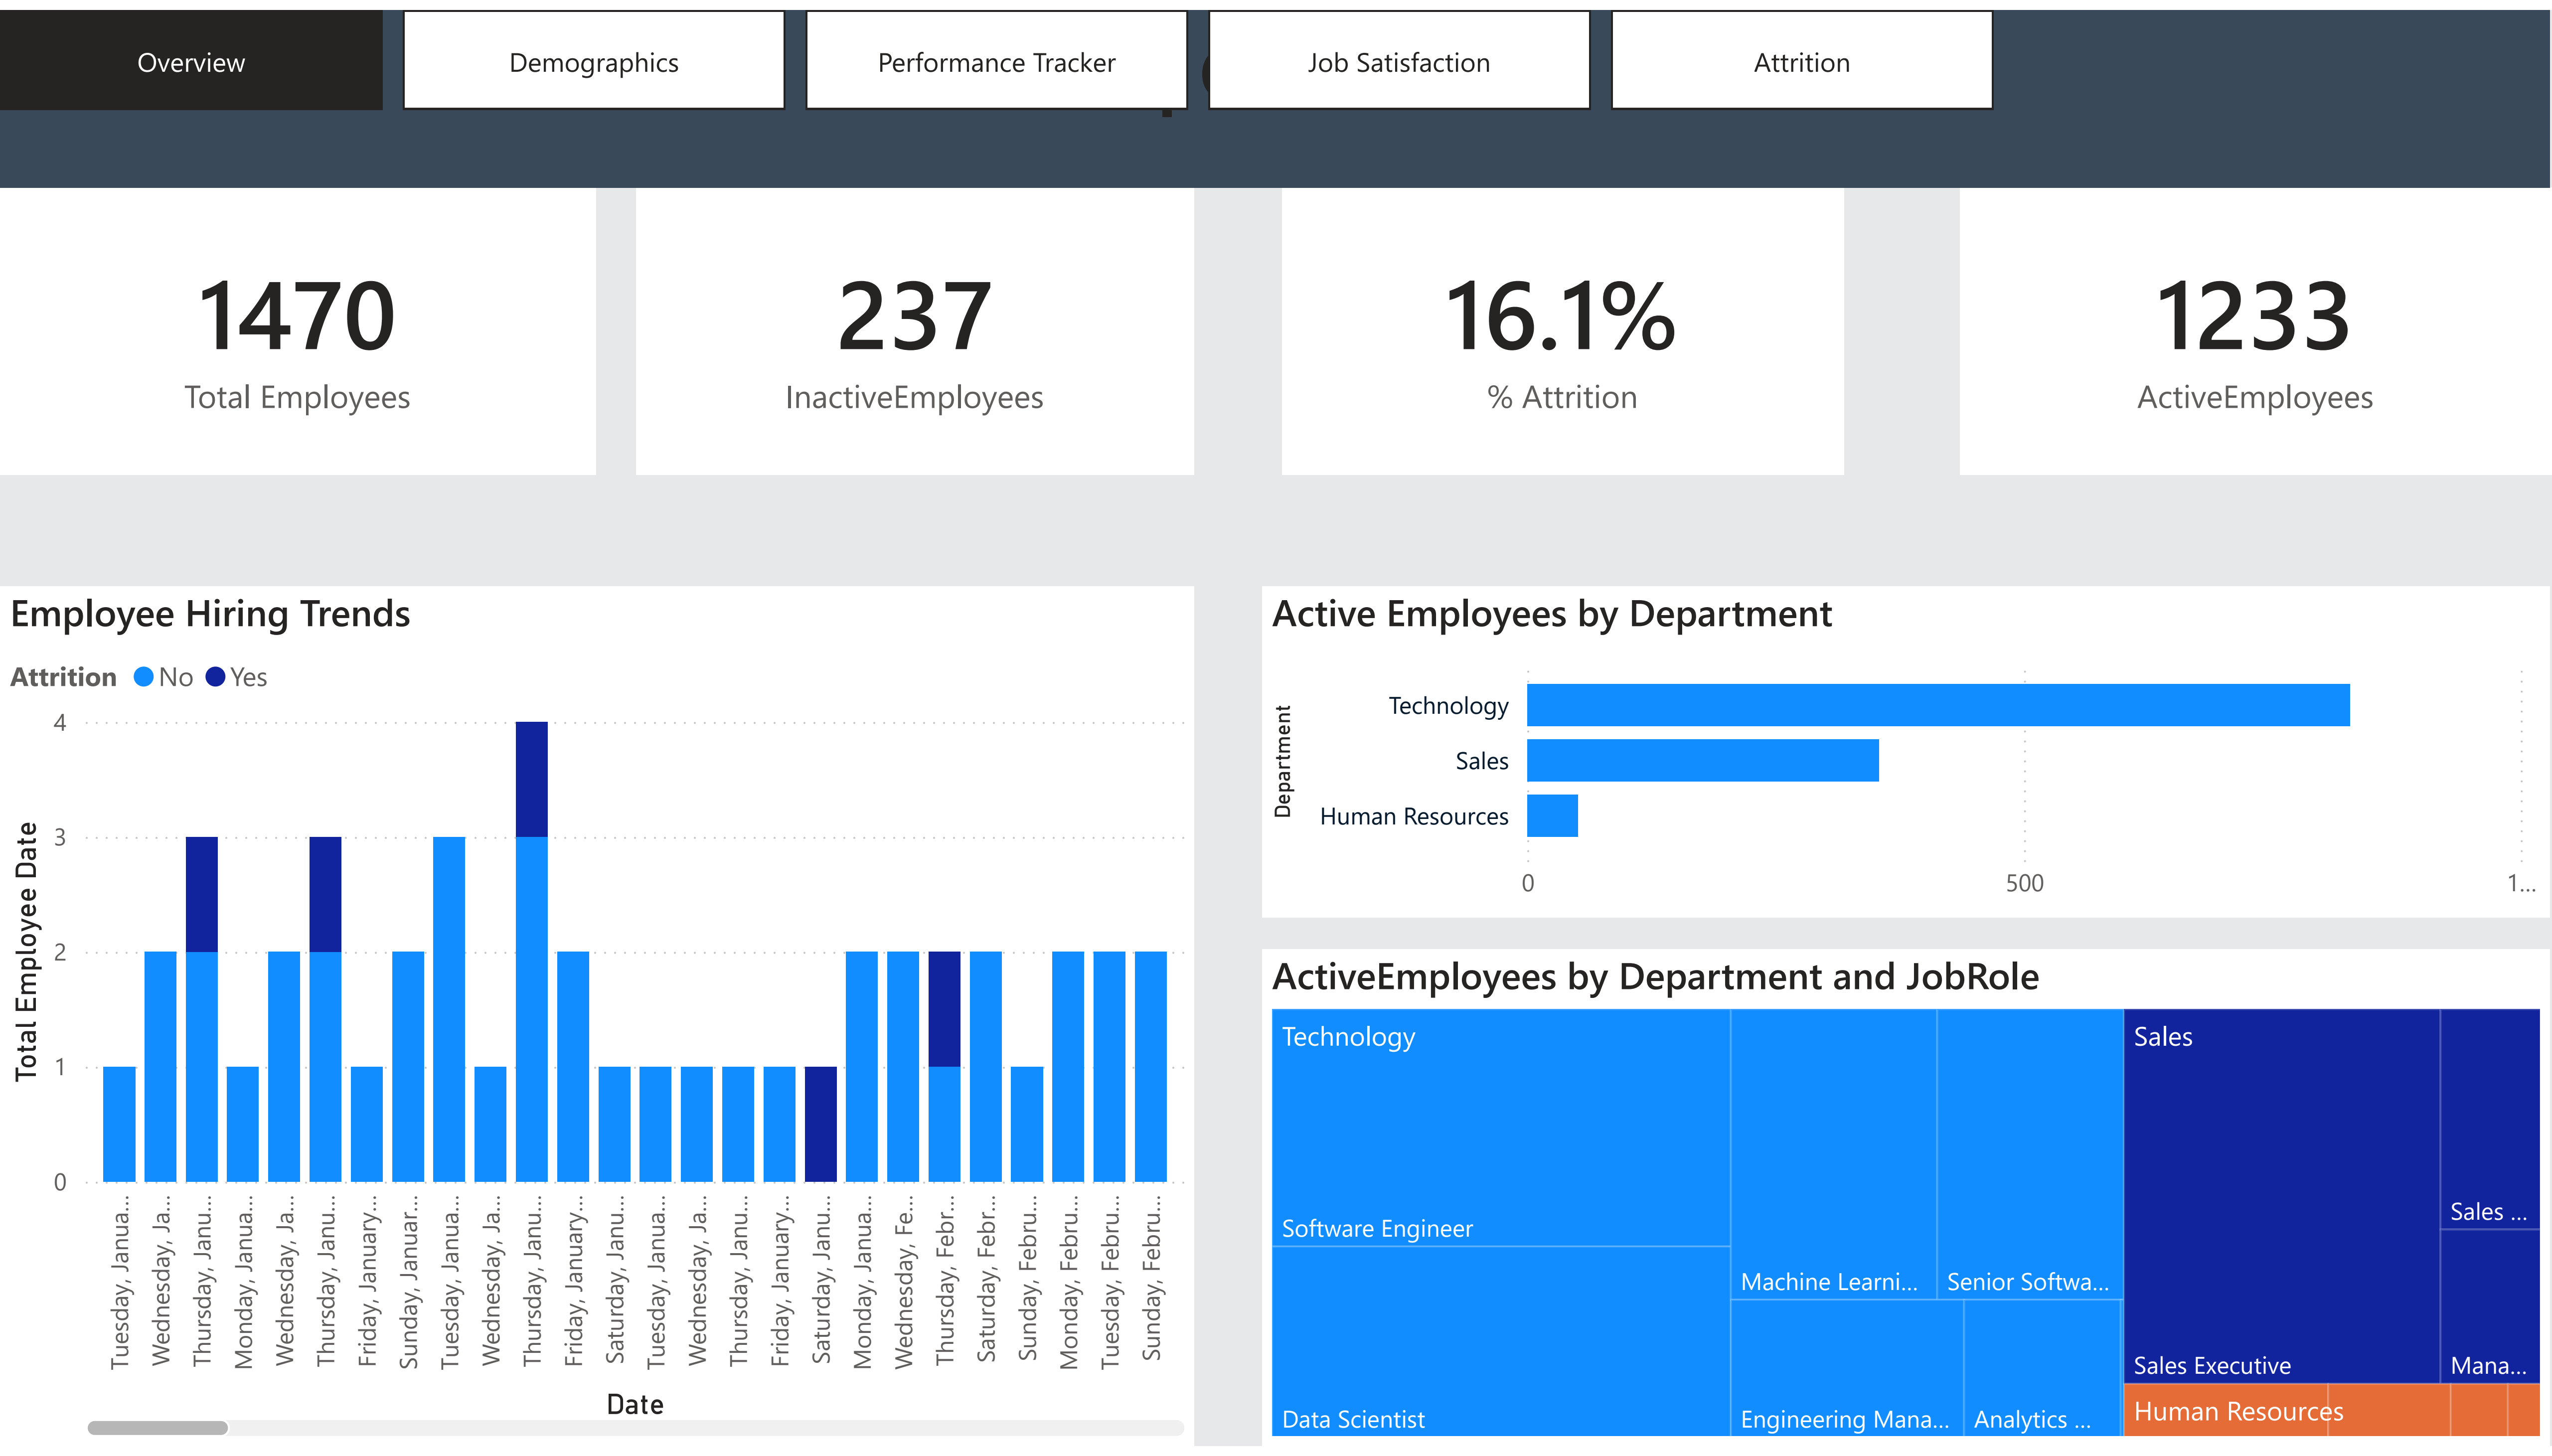 Overview
Demographics
Performance Tracker
Job Satisfaction
Attrition
1470
Total Employees
237
InactiveEmployees
16.1%
% Attrition
1233
ActiveEmployees
Employee Hiring Trends
Attrition No Yes
Total Employee Date
4
3
2
1
0
Tuesday, Janua...
Wednesday, Ja...
Thursday, Janu...
Monday, Janua...
Wednesday, Ja...
Thursday, Janu...
Friday, January...
Sunday, Januar...
Tuesday, Janua...
Wednesday, Ja...
Thursday, Janu...
Friday, January...
Saturday, Janu...
Tuesday, Janua...
Wednesday, Ja...
Thursday, Janu...
Friday, January...
Saturday, Janu...
Monday, Janua...
Wednesday, Fe...
Thursday, Febr...
Saturday, Febr...
Sunday, Febru...
Monday, Febru...
Tuesday, Febru...
Sunday, Febru...
Date
Active Employees by Department
Department
Technology
Sales
Human Resources
0 500 1...
ActiveEmployees by Department and JobRole
Technology
Software Engineer
Data Scientist
Machine Learni...
Senior Softwa...
Engineering Mana...
Analytics ...
Sales
Sales Executive
Sales ...
Mana...
Human Resources